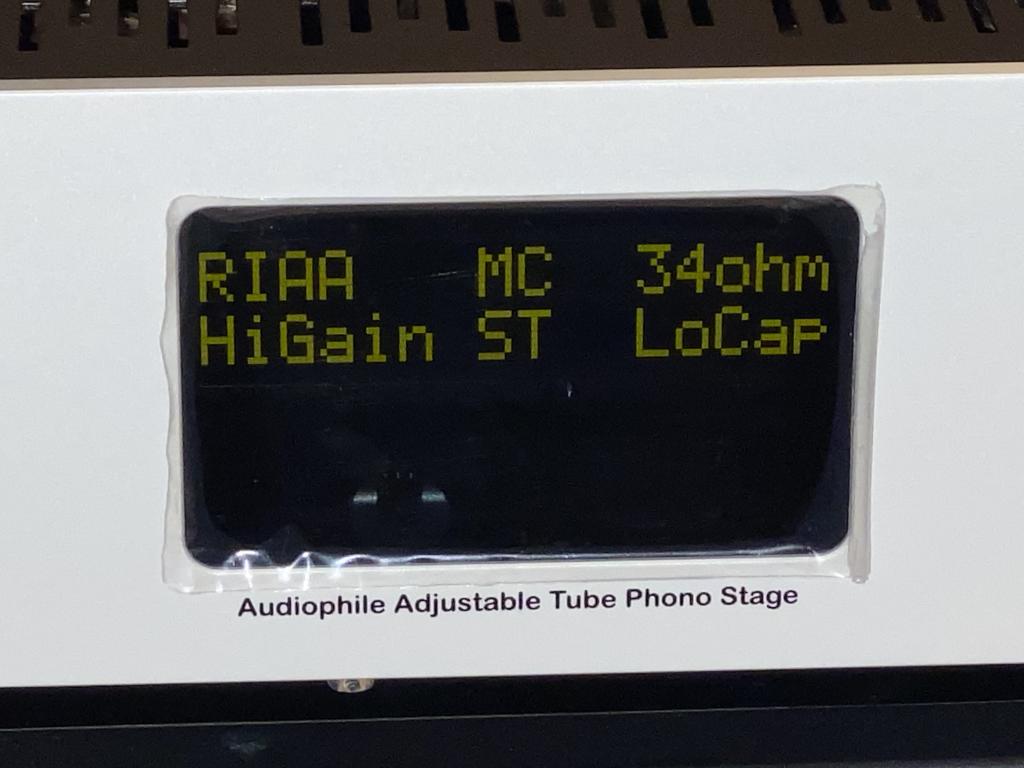 RIAA MC 34ohm
HiGain ST LoCap
Audiophile Adjustable Tube Phono Stage